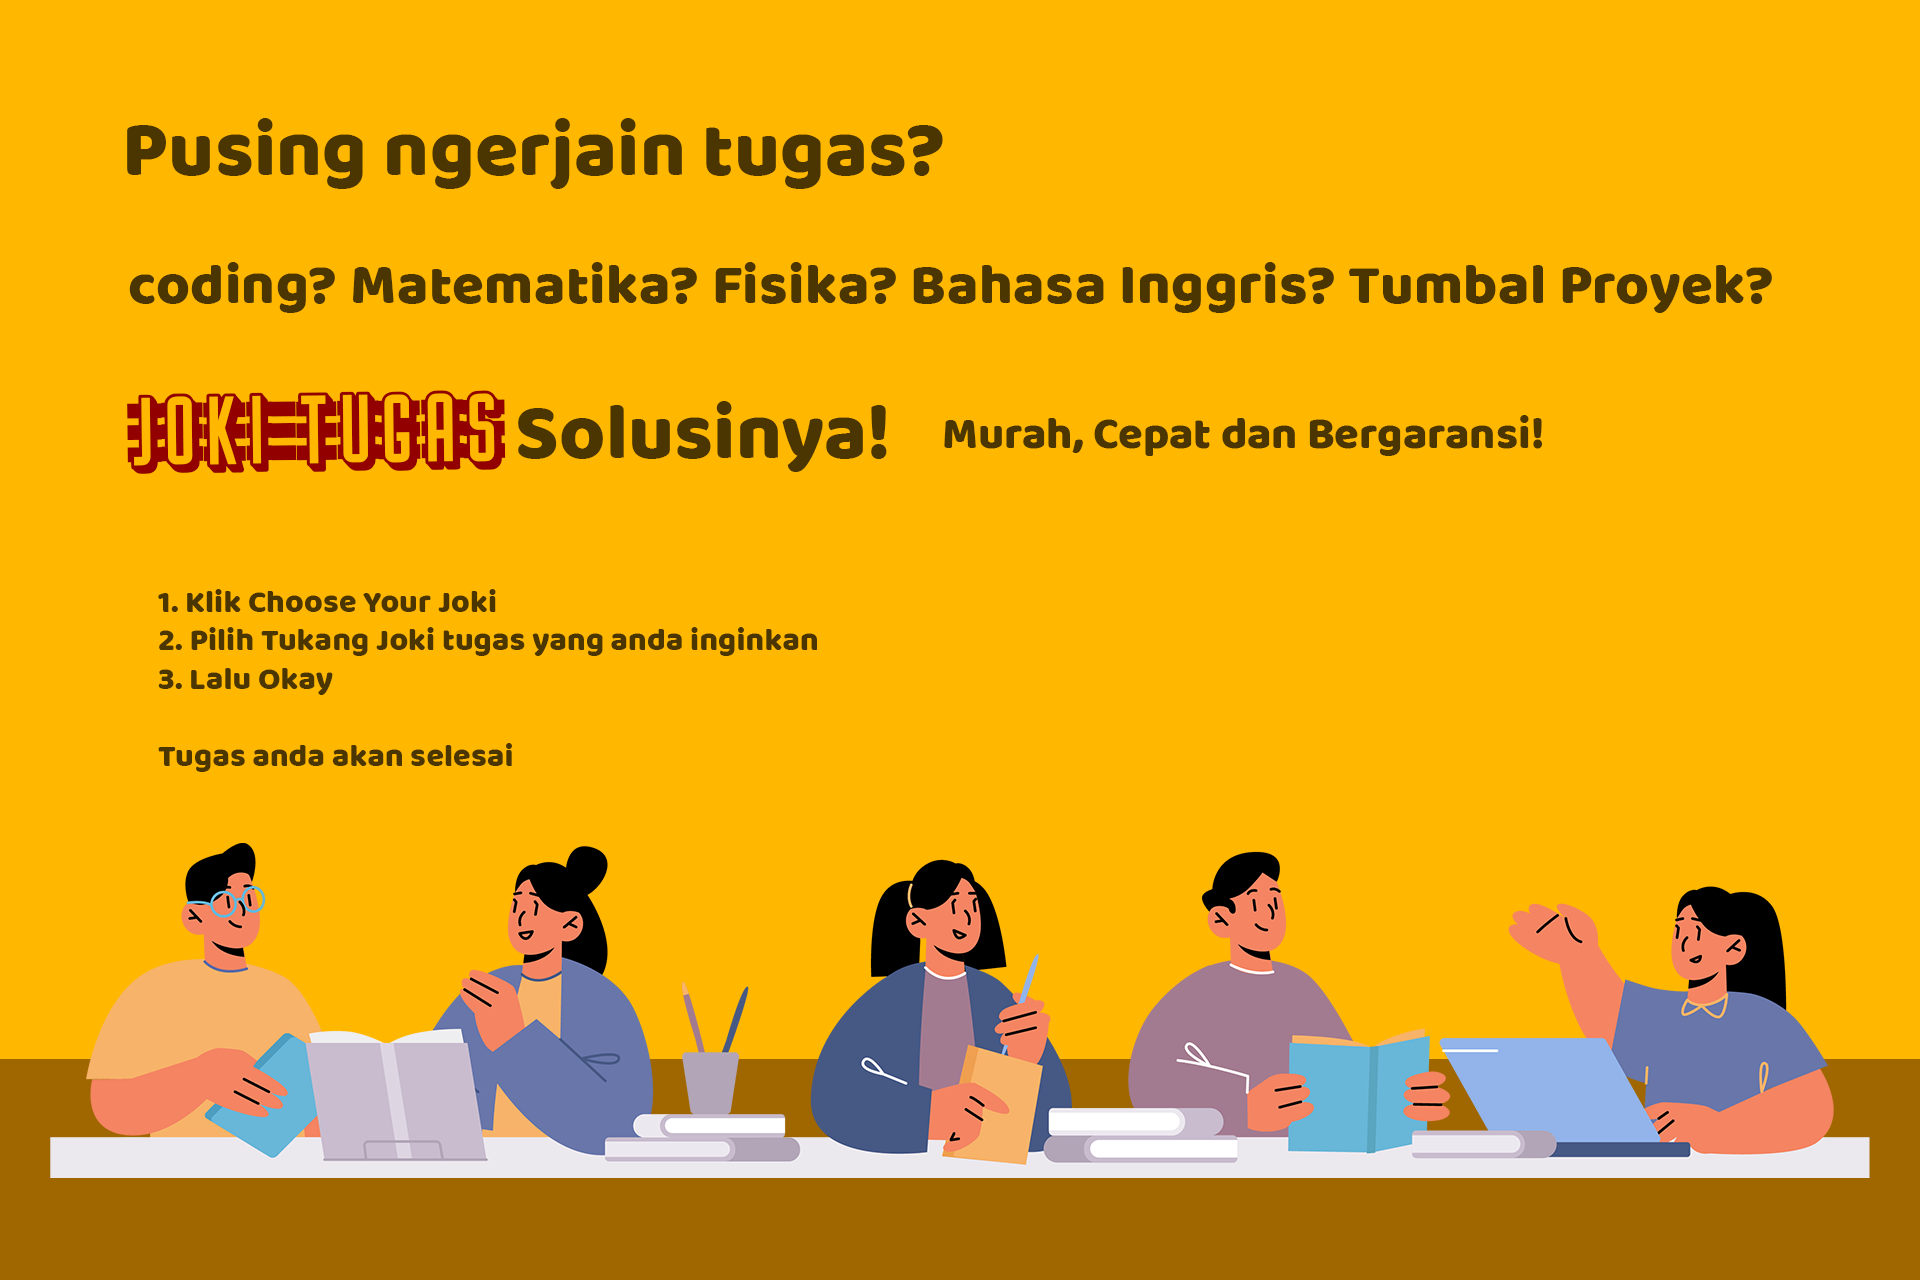 Pusing ngerjain tugas?
coding? Matematika? Fisika? Bahasa Inggris? Tumbal Proyek?
JOKI TUGAS Solusinya! Murah, Cepat dan Bergaransi!
1. Klik Choose Your Joki
2. Pilih Tukang Joki tugas yang anda inginkan
3. Lalu Okay
Tugas anda akan selesai